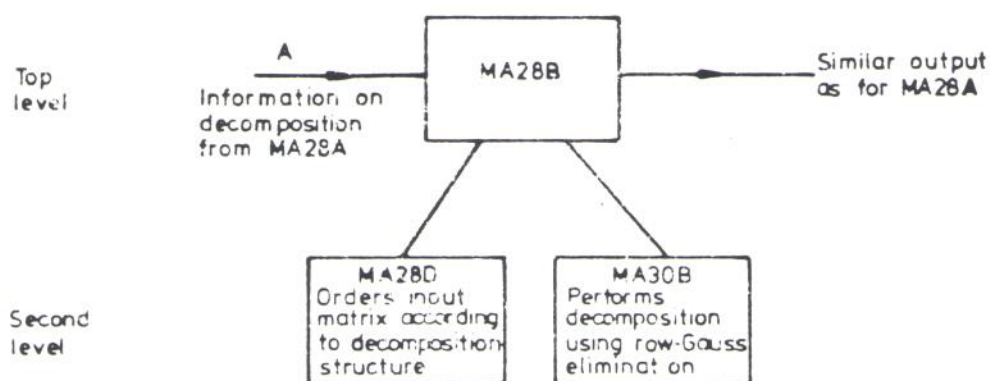 Top
level
A
Information on
decomposition
from MA28A
MA28B
Similar output
as for MA28A
Second
level
MA28D
Orders input
matrix according
to decomposition
structure
MA30B
Performs
decomposition
using row-Gauss
elimination